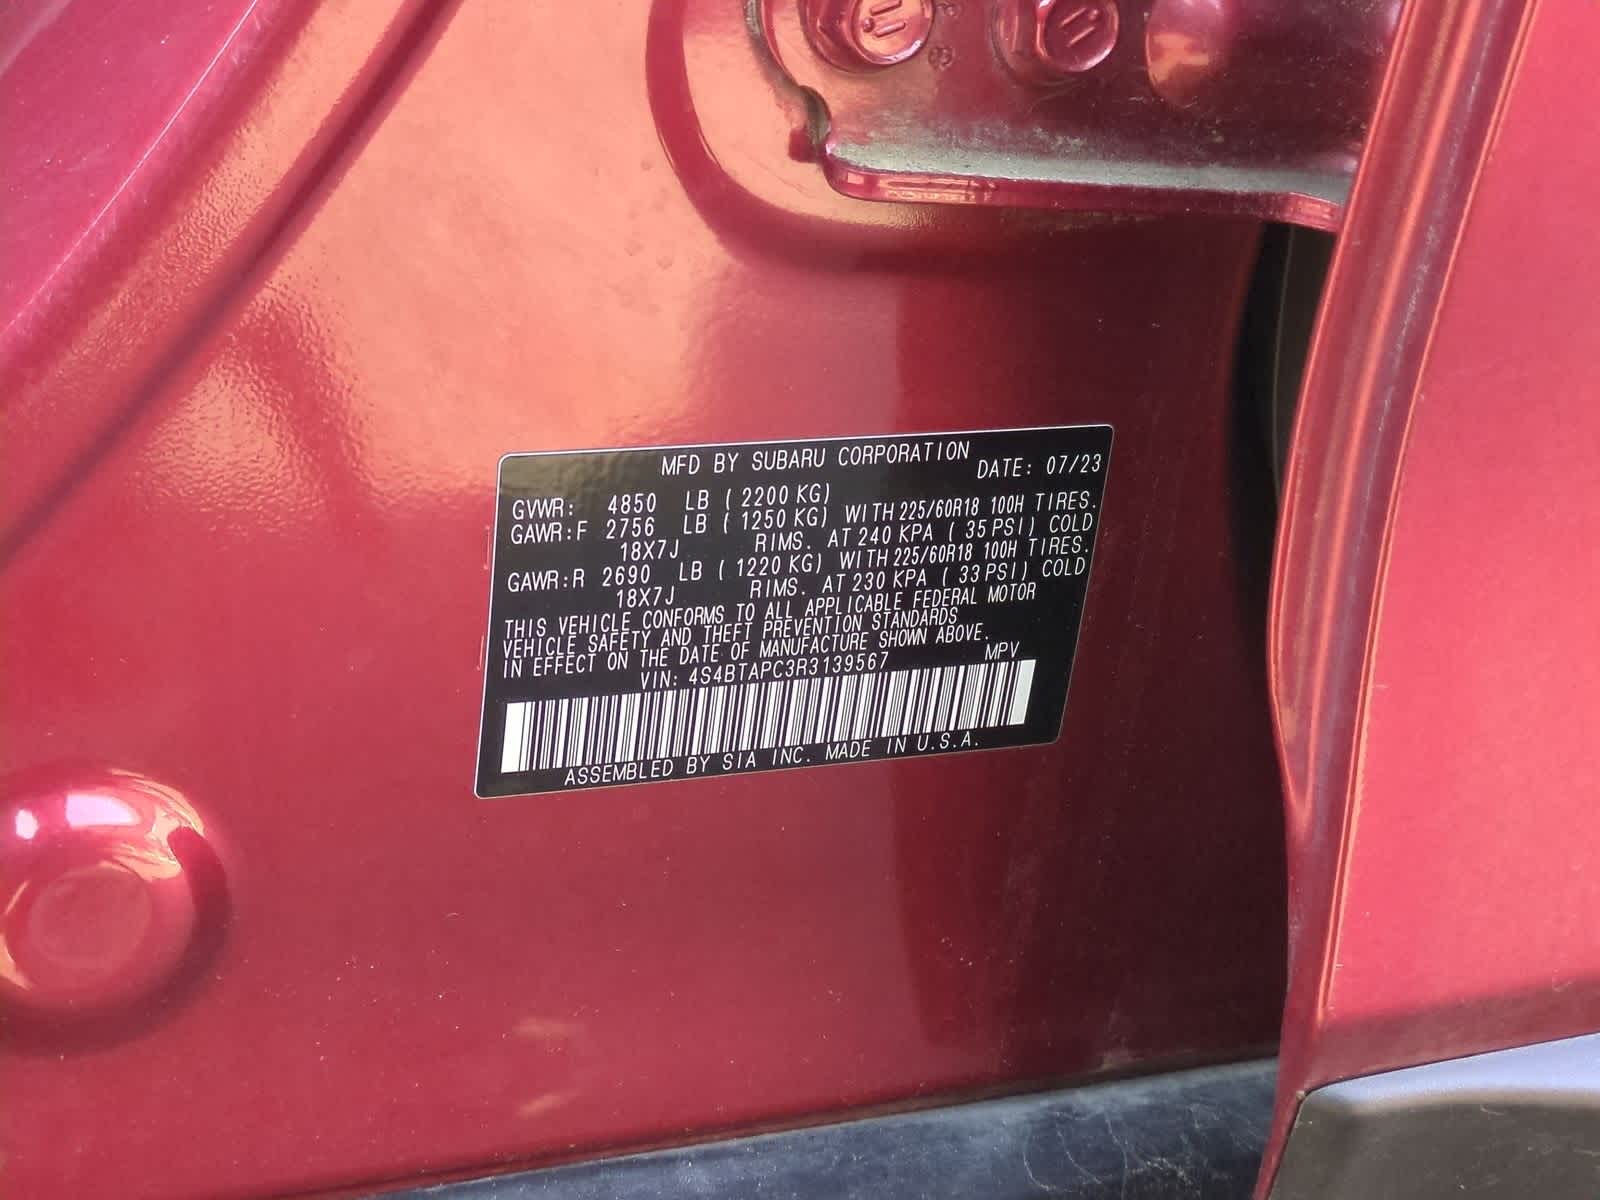 MFD BY SUBARU CORPORATION DATE: 07/23
GVWR: 4850 LB ( 2200 KG)
GAWR:F 2756 LB ( 1250 KG) WITH 225/60R18 100H TIRES.
18X7J RIMS. AT 240 KPA ( 35 PSI) COLD
GAWR:R 2690 LB ( 1220 KG) WITH 225/60R18 100H TIRES.
18X7J RIMS. AT 230 KPA ( 33 PSI) COLD
THIS VEHICLE CONFORMS TO ALL APPLICABLE FEDERAL MOTOR
VEHICLE SAFETY AND THEFT PREVENTION STANDARDS
IN EFFECT ON THE DATE OF MANUFACTURE SHOWN ABOVE.
VIN: 4S4BTAPC3R3139567 MPV
ASSEMBLED BY SIA INC. MADE IN U.S.A.